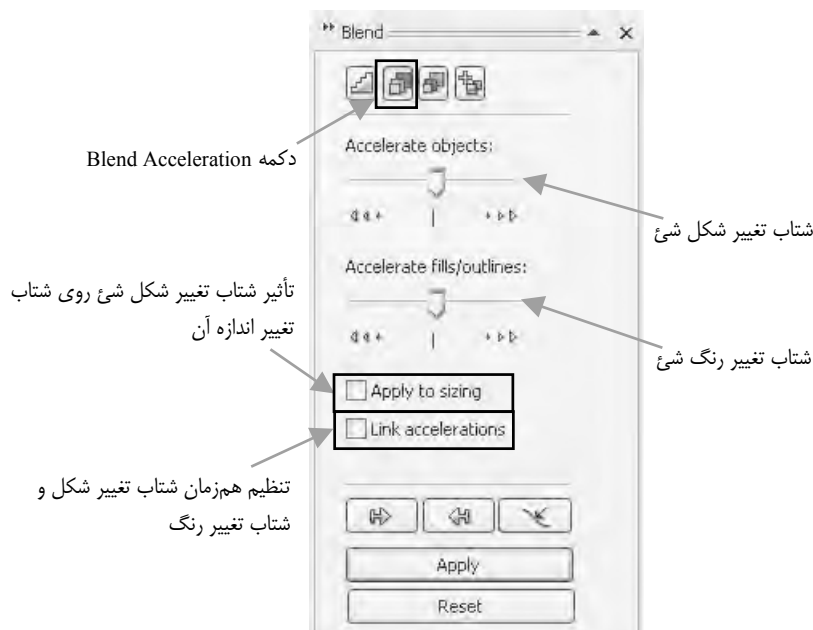 Blend
دکمه Blend Acceleration
Accelerate objects:
شتاب تغییر شکل شئ
Accelerate fills/outlines:
تأثیر شتاب تغییر شکل شئ روی شتاب
تغییر اندازه آن
شتاب تغییر رنگ شئ
Apply to sizing
Link accelerations
تنظیم هم‌زمان شتاب تغییر شکل و
شتاب تغییر رنگ
Apply
Reset